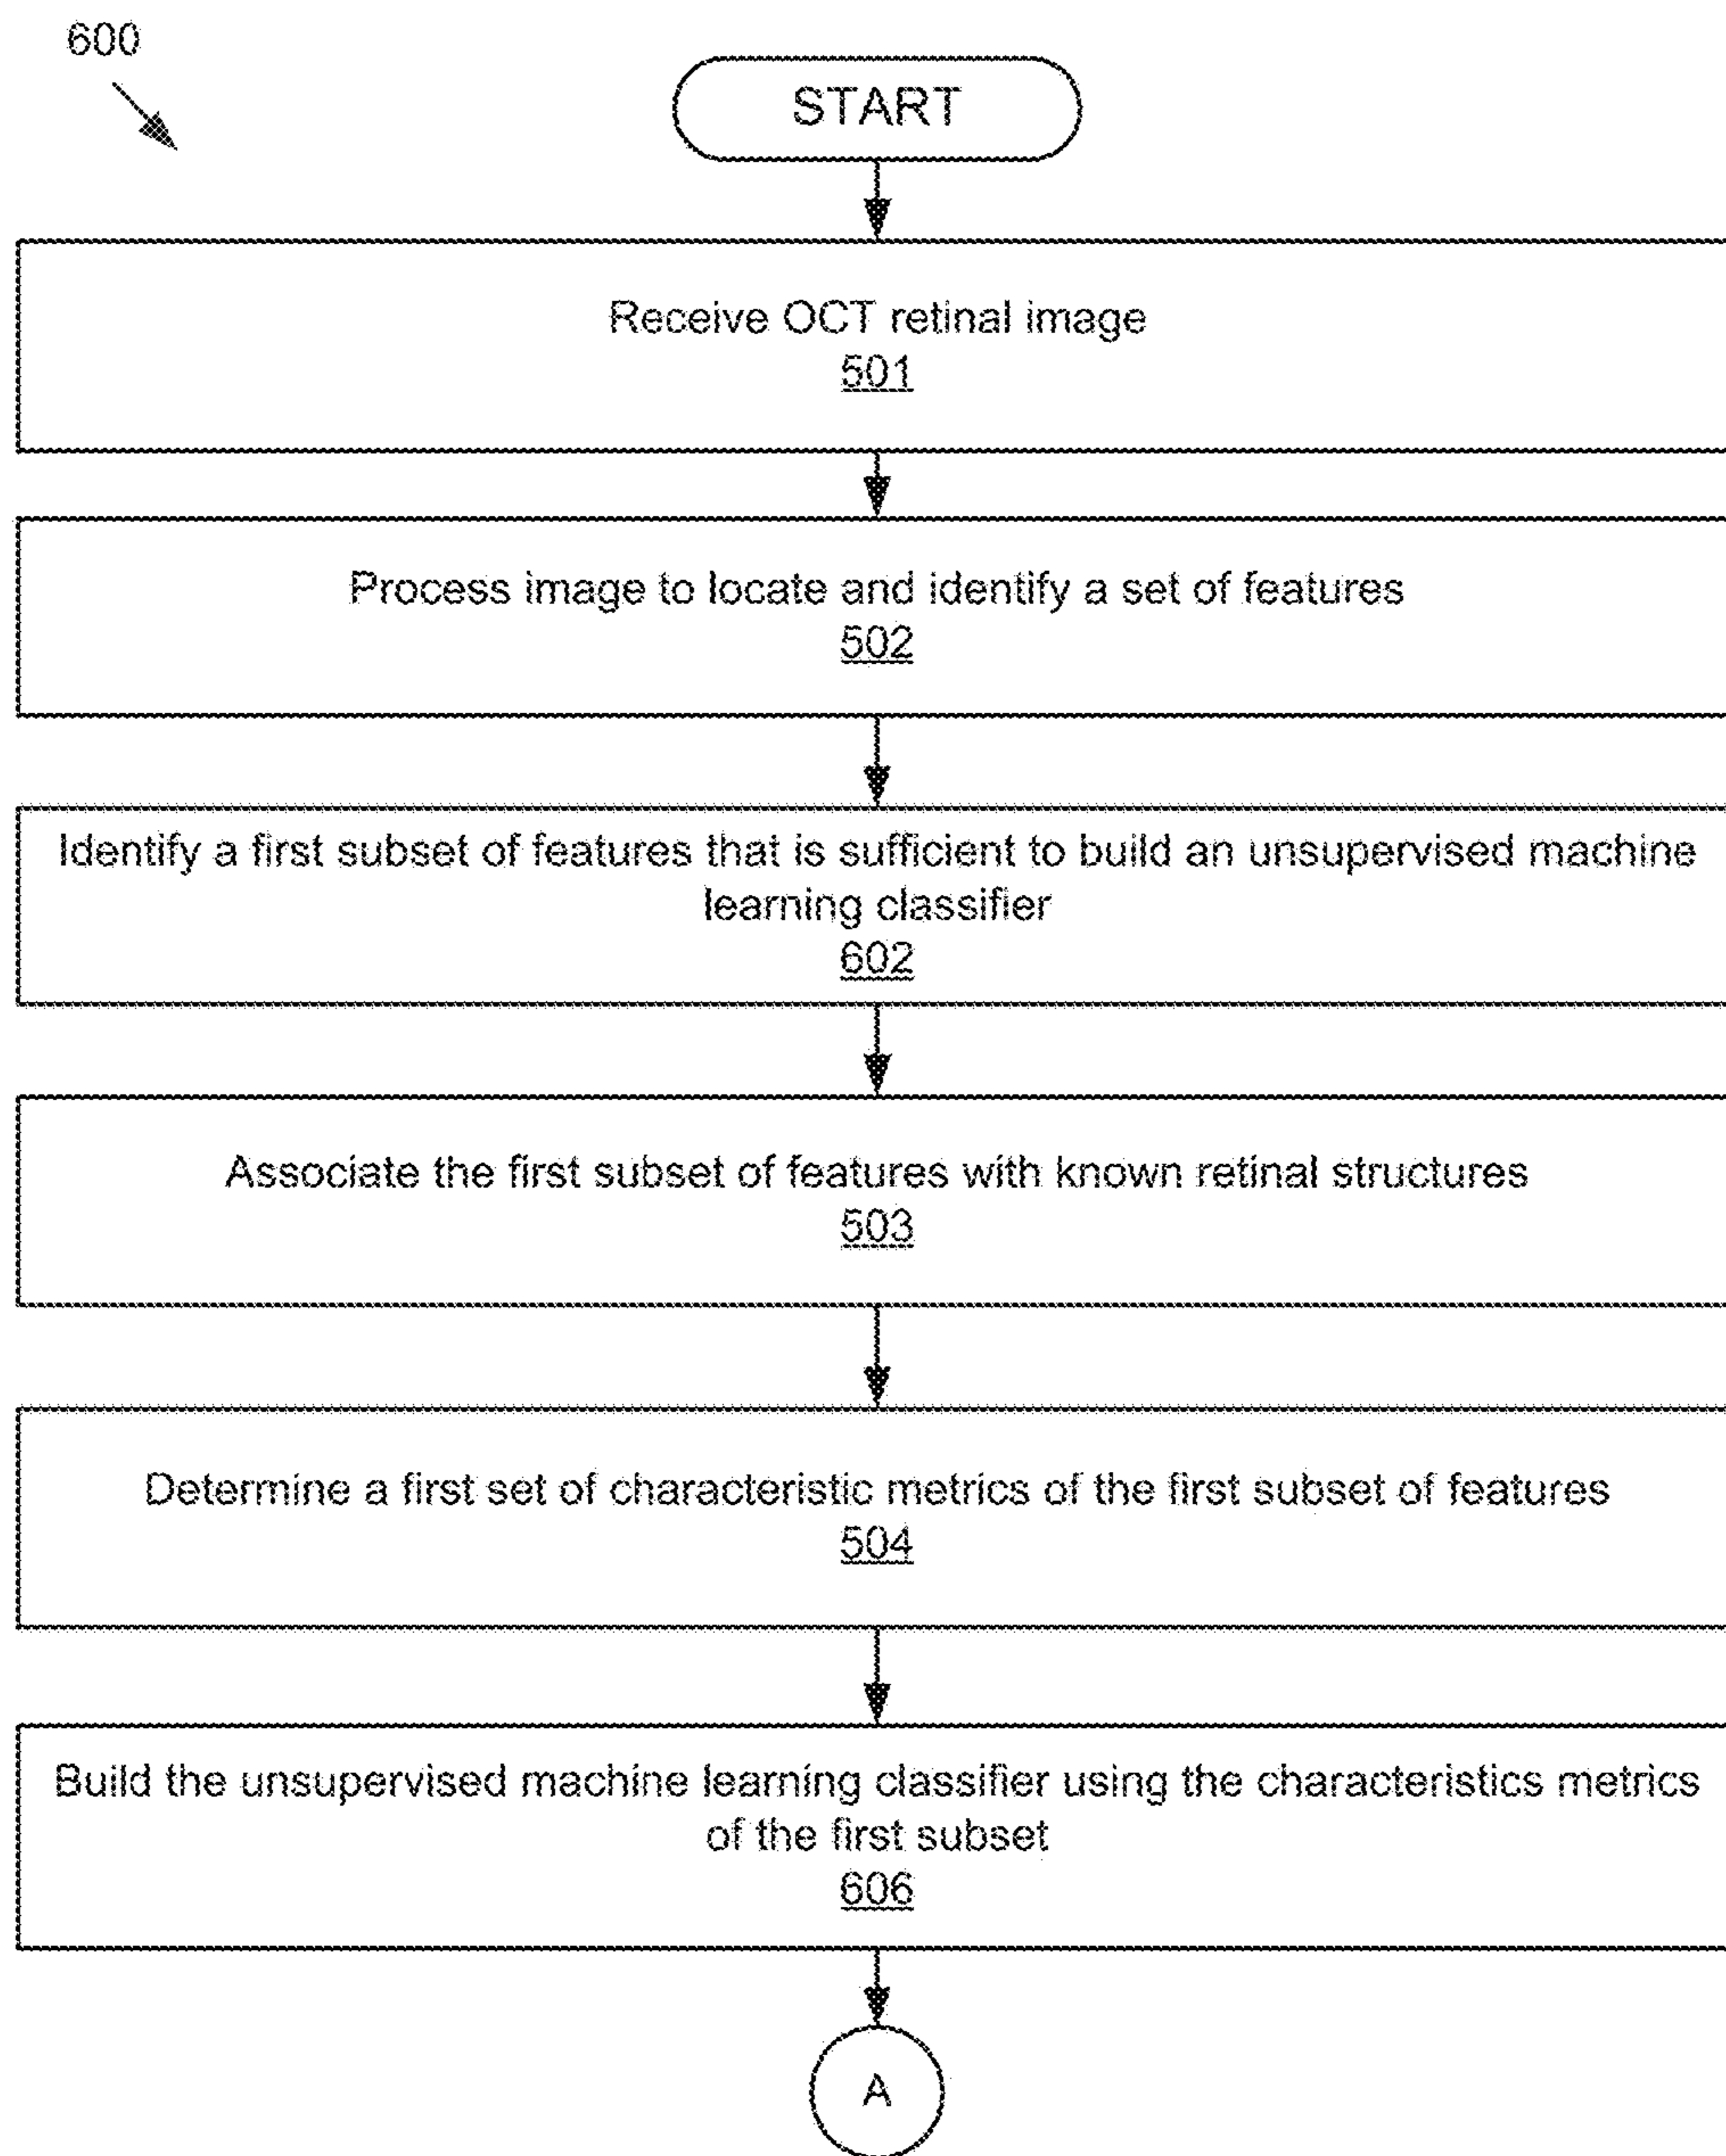 600
START
Receive OCT retinal image
501
Process image to locate and identify a set of features
502
Identify a first subset of features that is sufficient to build an unsupervised machine
learning classifier
602
Associate the first subset of features with known retinal structures
503
Determine a first set of characteristic metrics of the first subset of features
504
Build the unsupervised machine learning classifier using the characteristics metrics
of the first subset
606
A